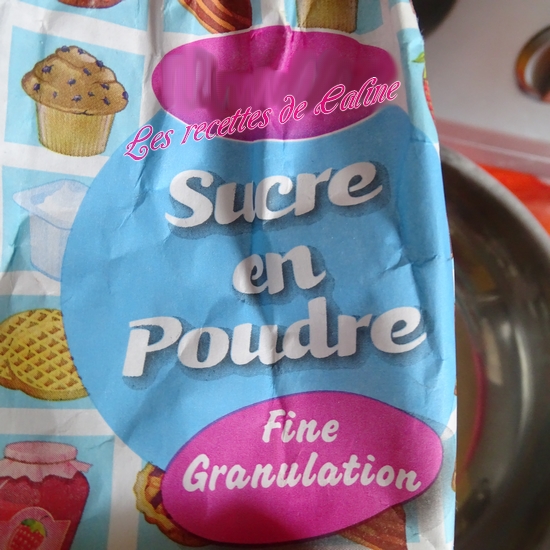 Les recettes de Caline
Sucre
en
Poudre
Fine
Granulation